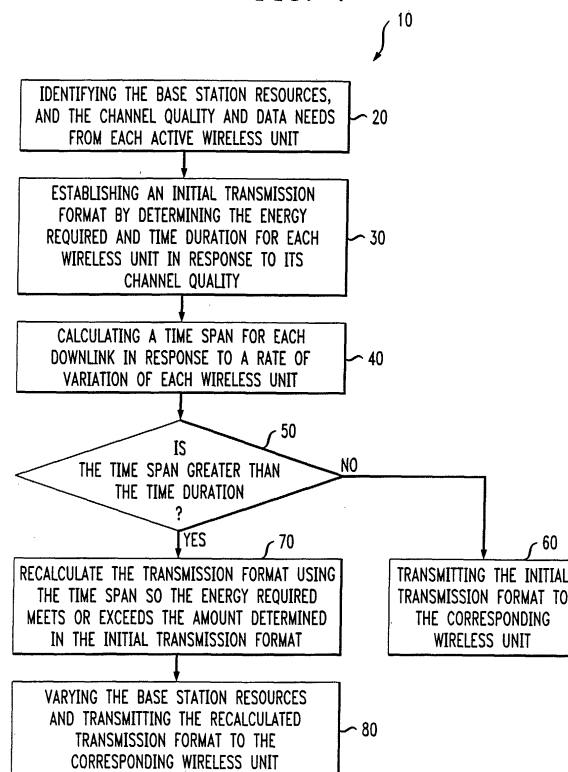 10
IDENTIFYING THE BASE STATION RESOURCES,
AND THE CHANNEL QUALITY AND DATA NEEDS
FROM EACH ACTIVE WIRELESS UNIT
20
ESTABLISHING AN INITIAL TRANSMISSION
FORMAT BY DETERMINING THE ENERGY
REQUIRED AND TIME DURATION FOR EACH
WIRELESS UNIT IN RESPONSE TO ITS
CHANNEL QUALITY
30
CALCULATING A TIME SPAN FOR EACH
DOWNLINK IN RESPONSE TO A RATE OF
VARIATION OF EACH WIRELESS UNIT
40
50
IS
THE TIME SPAN GREATER THAN
THE TIME DURATION
?
NO
YES
70
RECALCULATE THE TRANSMISSION FORMAT USING
THE TIME SPAN SO THE ENERGY REQUIRED
MEETS OR EXCEEDS THE AMOUNT DETERMINED
IN THE INITIAL TRANSMISSION FORMAT
60
TRANSMITTING THE INITIAL
TRANSMISSION FORMAT TO
THE CORRESPONDING
WIRELESS UNIT
VARYING THE BASE STATION RESOURCES
AND TRANSMITTING THE RECALCULATED
TRANSMISSION FORMAT TO THE
CORRESPONDING WIRELESS UNIT
80